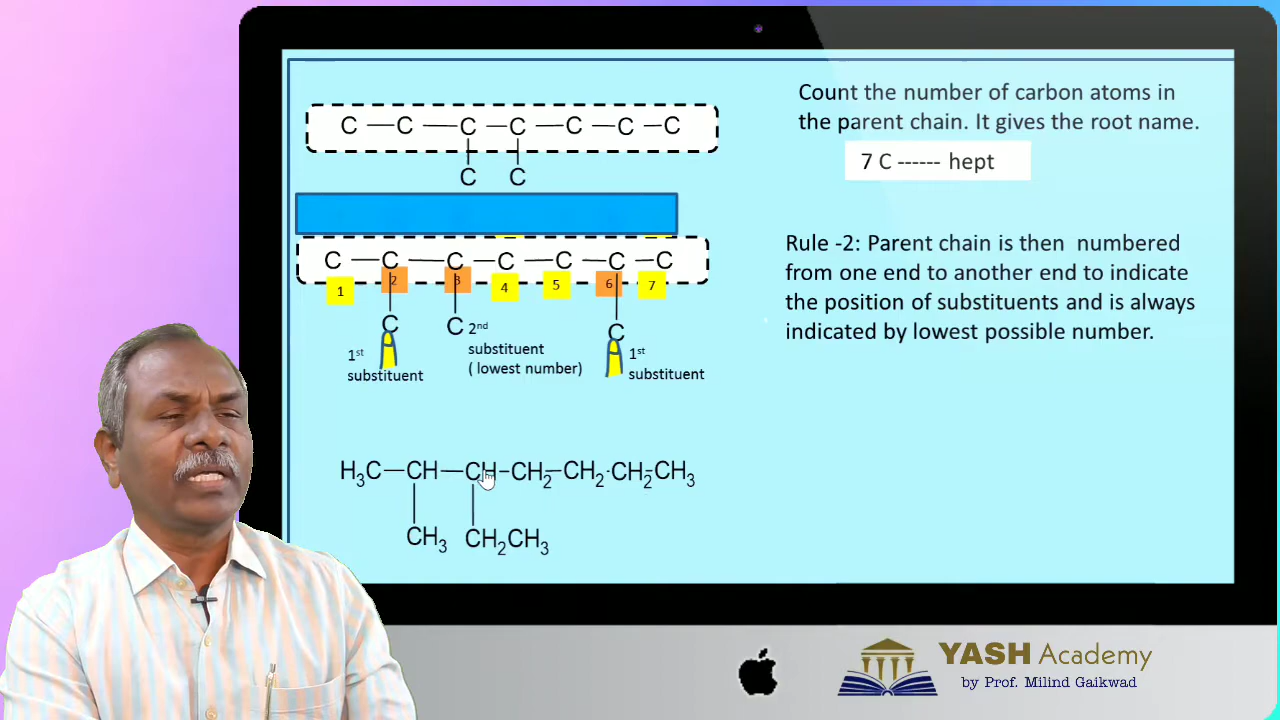 C — C — C — C — C — C — C
C C
Count the number of carbon atoms in
the parent chain. It gives the root name.
7 C ------ hept
C — C — C — C — C — C — C
1 2 3 4 5 6 7
C C C
1st
substituent
2nd
substituent
( lowest number)
1st
substituent
Rule -2: Parent chain is then numbered
from one end to another end to indicate
the position of substituents and is always
indicated by lowest possible number.
H3C—CH—CH–CH2–CH2-CH2–CH3
CH3 CH2CH3
YASH Academy
by Prof. Milind Gaikwad